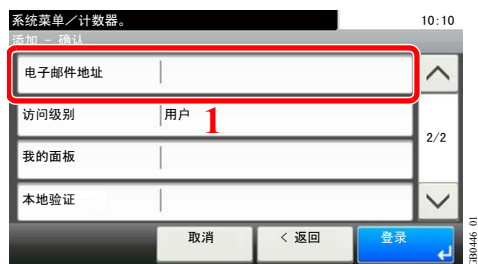 系统菜单／计数器。 10:10
添加 - 确认
电子邮件地址
访问级别 用户 1
2/2
我的面板
本地验证
取消 < 返回 登录
GB0446_01